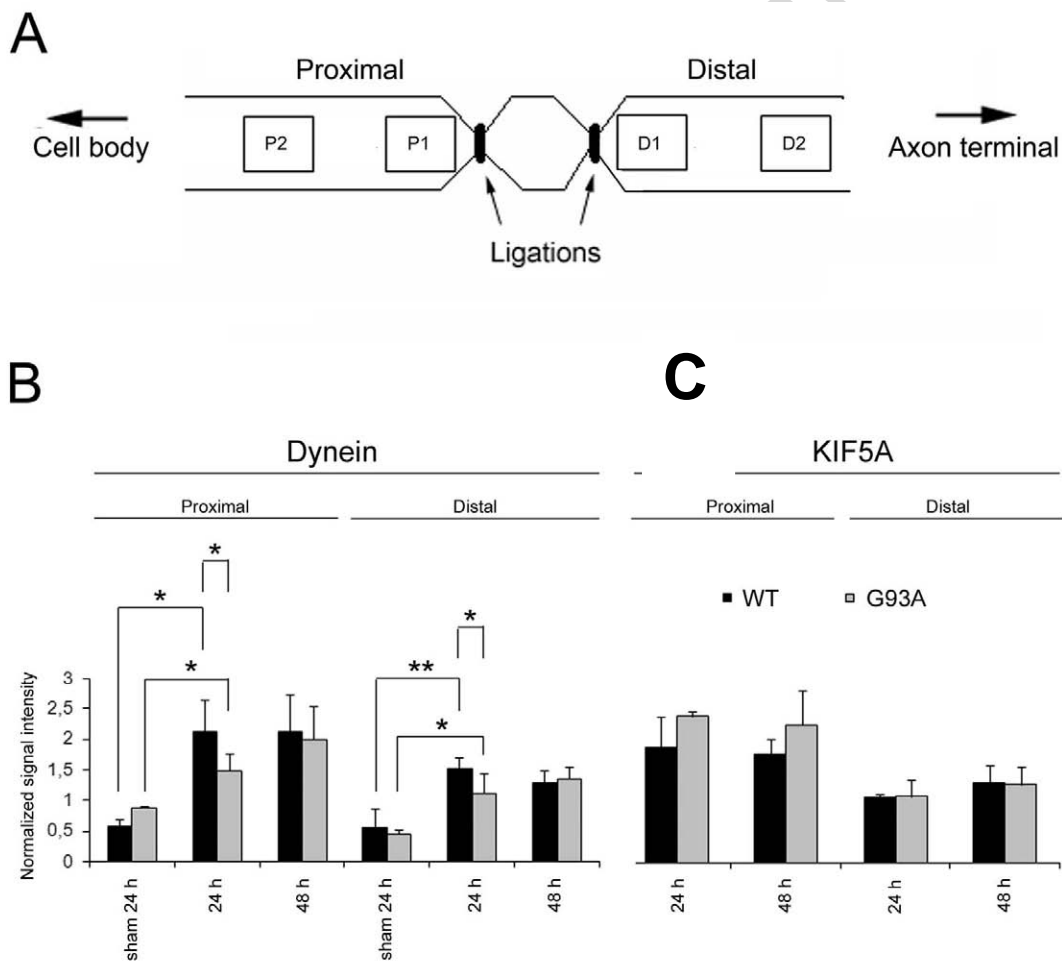 A
Proximal
Distal
P2
P1
D1
D2
Cell body
Axon terminal
Ligations
B
C
Dynein
KIF5A
Proximal
Distal
Proximal
Distal
*
*
*
*
**
*
WT
G93A
Normalized signal intensity
3
2,5
2
1,5
1
0,5
0
sham 24 h
24 h
48 h
sham 24 h
24 h
48 h
24 h
48 h
24 h
48 h